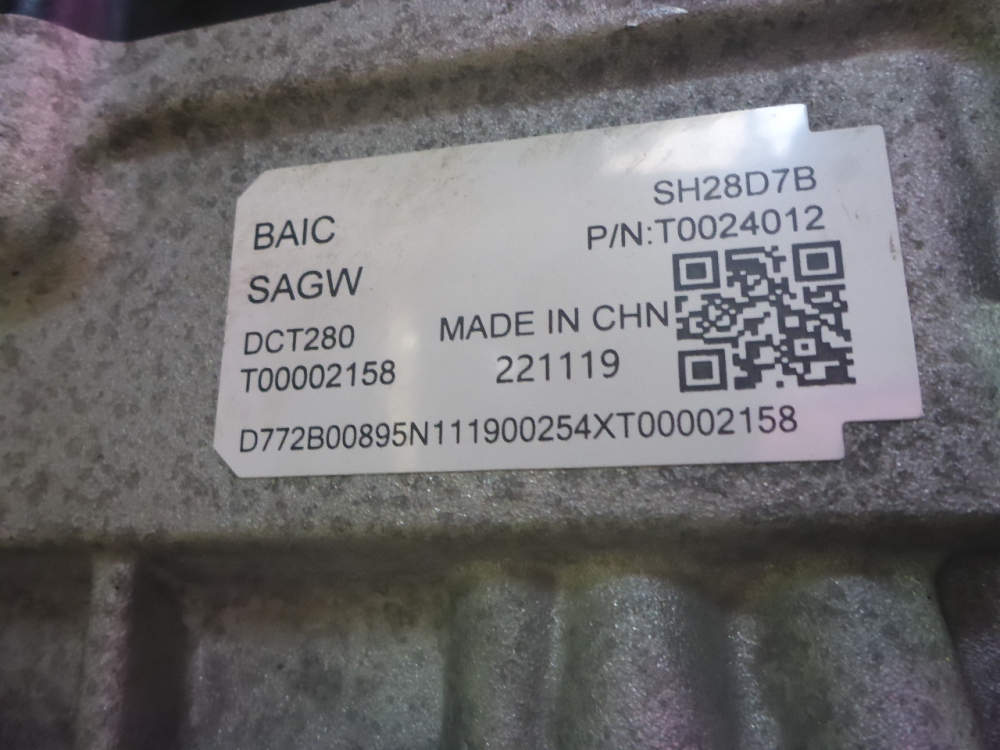 SH28D7B
BAIC
P/N:T0024012
SAGW
DCT280
MADE IN CHN
T00002158
221119
D772B00895N111900254XT00002158